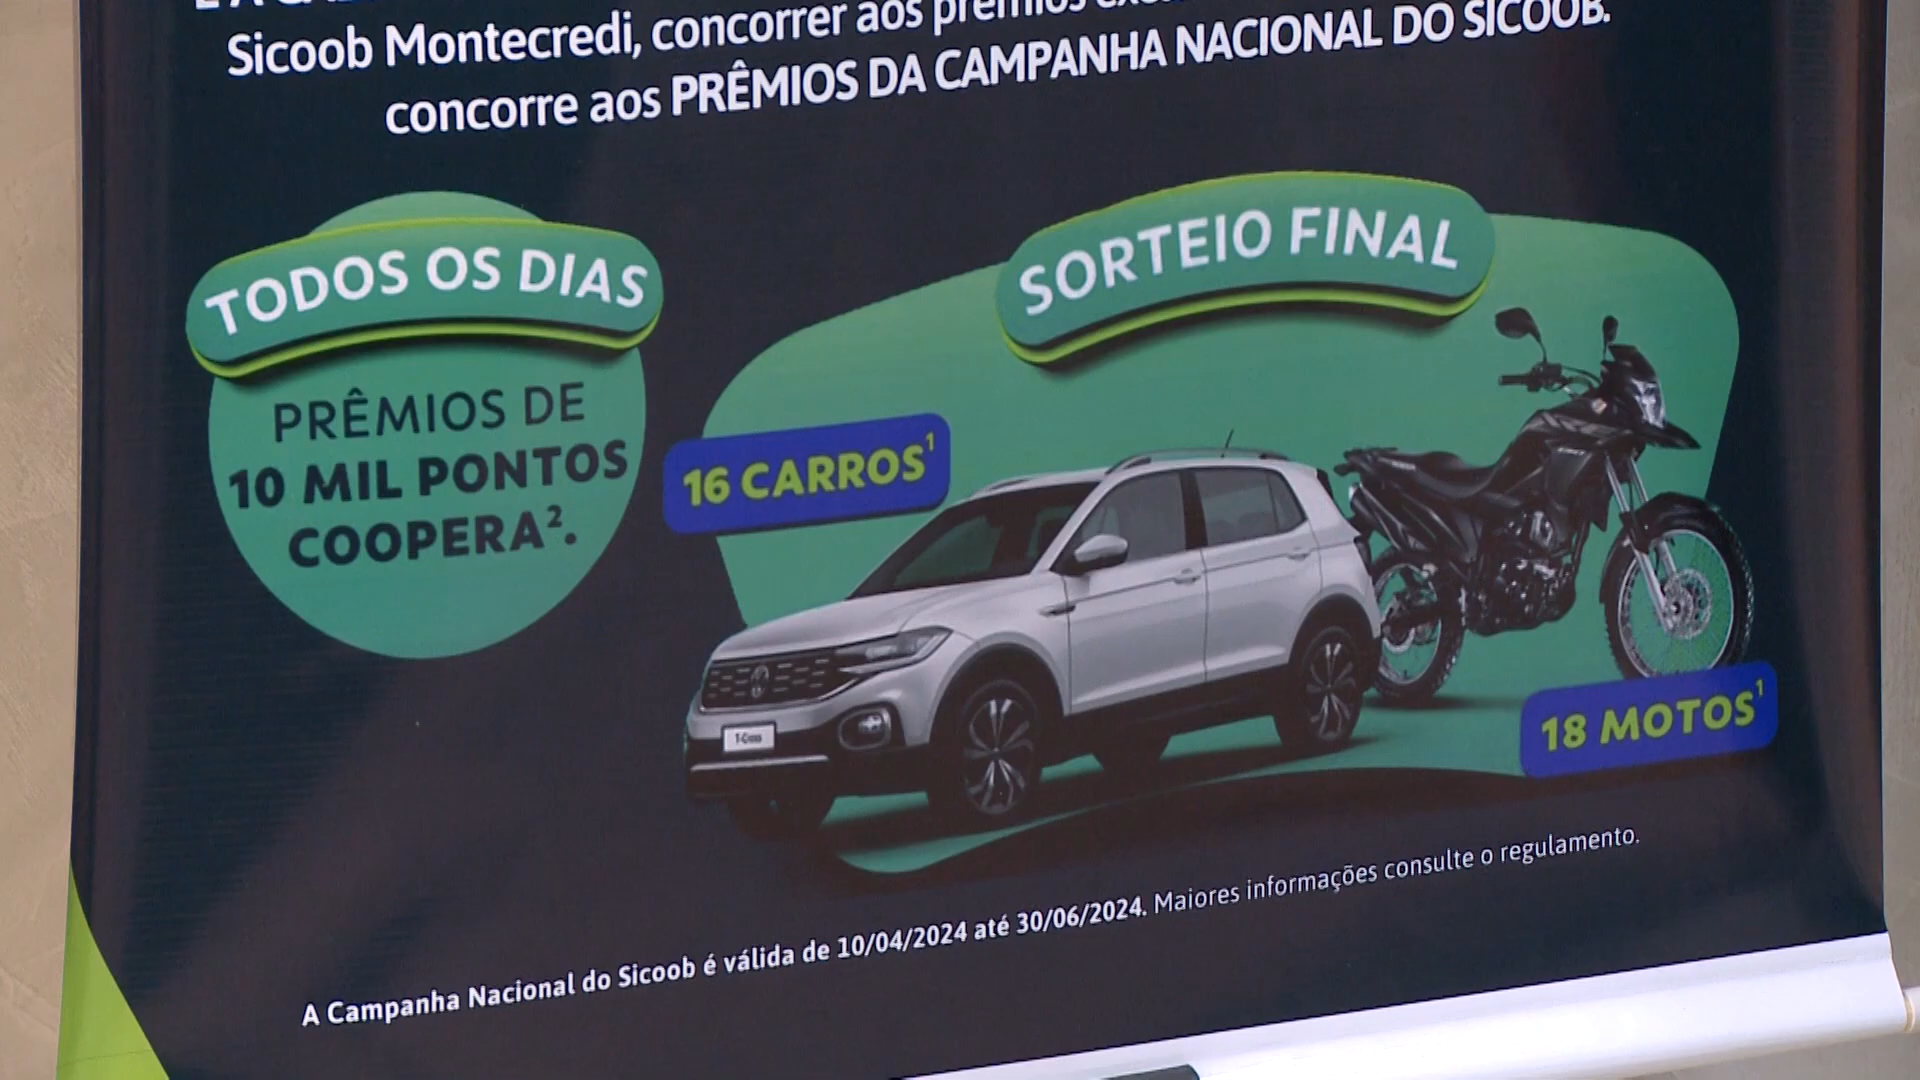 Sicoob Montecredi, concorrer aos prêmios
concorre aos PRÊMIOS DA CAMPANHA NACIONAL DO SICOOB.
TODOS OS DIAS
PRÊMIOS DE
10 MIL PONTOS
COOPERA².
SORTEIO FINAL
16 CARROS¹
18 MOTOS¹
A Campanha Nacional do Sicoob é válida de 10/04/2024 até 30/06/2024. Maiores informações consulte o regulamento.